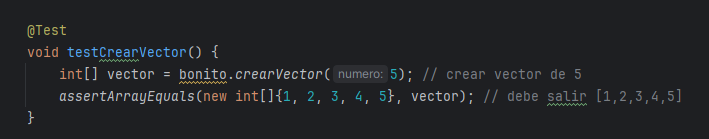 @Test
void testCrearVector() {
int[] vector = bonito.crearVector( numero: 5); // crear vector de 5
assertArrayEquals(new int[]{1, 2, 3, 4, 5}, vector); // debe salir [1,2,3,4,5]
}